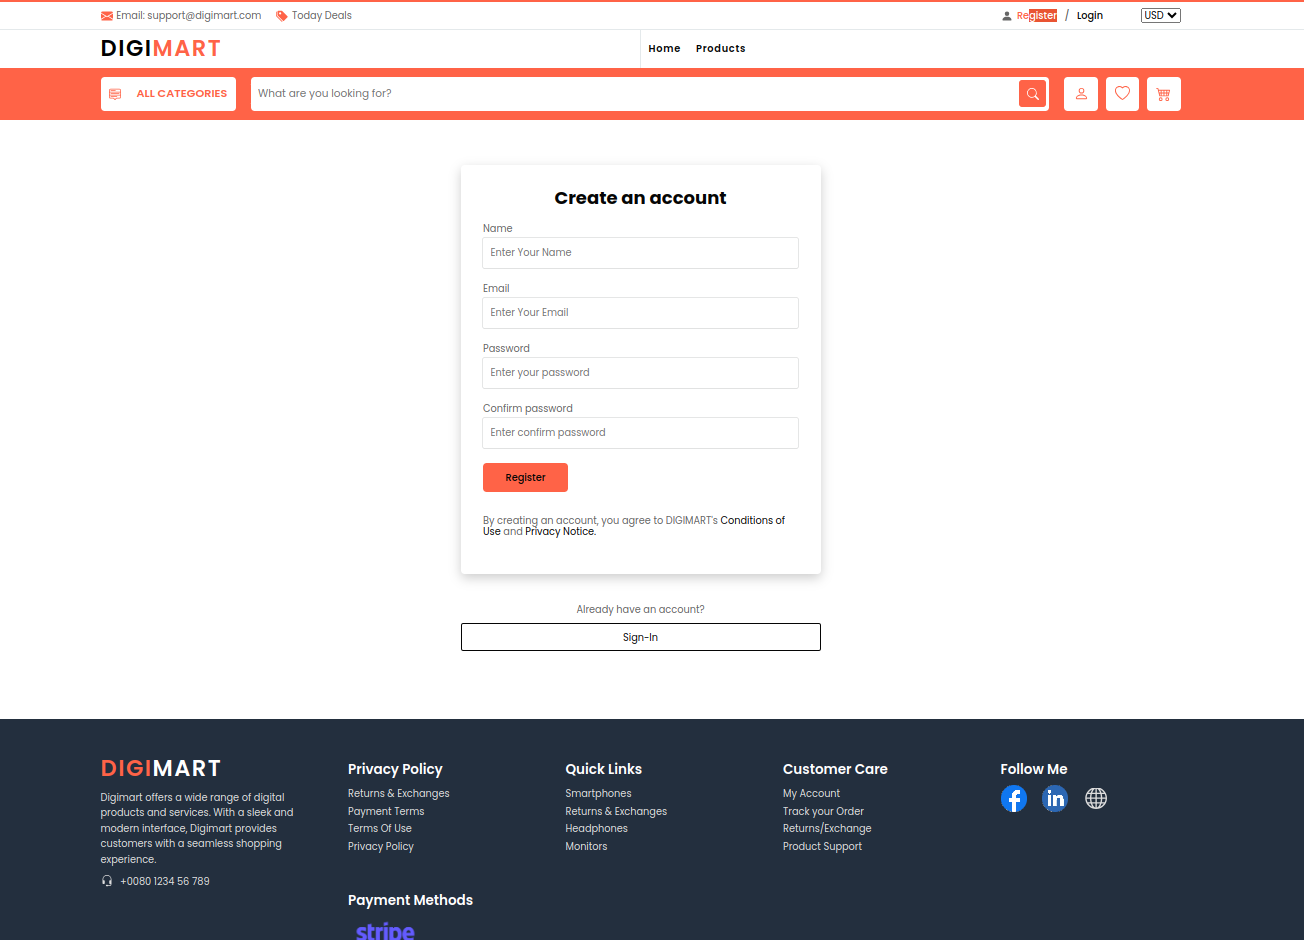 Email: support@digimart.com Today Deals Register / Login USD
DIGIMART Home Products
ALL CATEGORIES What are you looking for?
Create an account
Name
Enter Your Name
Email
Enter Your Email
Password
Enter your password
Confirm password
Enter confirm password
Register
By creating an account, you agree to DIGIMART's Conditions of
Use and Privacy Notice.
Already have an account?
Sign-In
DIGIMART
Digimart offers a wide range of digital
products and services. With a sleek and
modern interface, Digimart provides
customers with a seamless shopping
experience.
+0080 1234 56 789
Privacy Policy
Returns & Exchanges
Payment Terms
Terms Of Use
Privacy Policy
Quick Links
Smartphones
Returns & Exchanges
Headphones
Monitors
Customer Care
My Account
Track your Order
Returns/Exchange
Product Support
Follow Me
Payment Methods
stripe